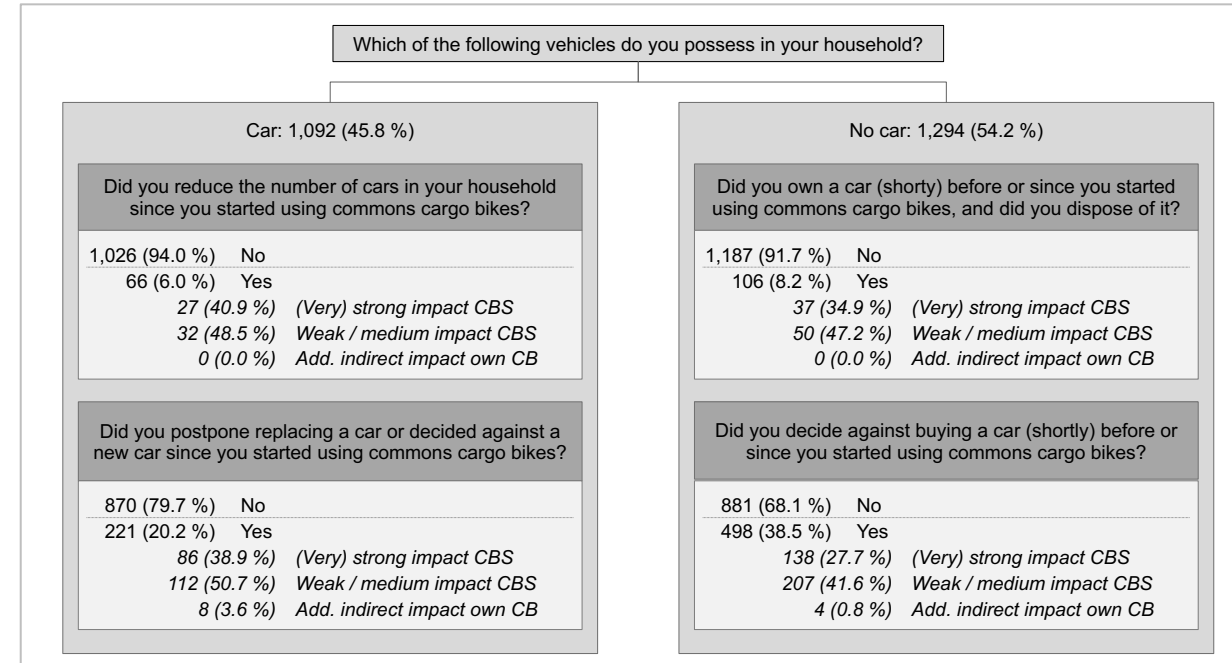 Which of the following vehicles do you possess in your household?
Car: 1,092 (45.8 %)
Did you reduce the number of cars in your household
since you started using commons cargo bikes?
1,026 (94.0 %) No
66 (6.0 %) Yes
27 (40.9 %) (Very) strong impact CBS
32 (48.5 %) Weak / medium impact CBS
0 (0.0 %) Add. indirect impact own CB
Did you postpone replacing a car or decided against a
new car since you started using commons cargo bikes?
870 (79.7 %) No
221 (20.2 %) Yes
86 (38.9 %) (Very) strong impact CBS
112 (50.7 %) Weak / medium impact CBS
8 (3.6 %) Add. indirect impact own CB
No car: 1,294 (54.2 %)
Did you own a car (shorty) before or since you started
using commons cargo bikes, and did you dispose of it?
1,187 (91.7 %) No
106 (8.2 %) Yes
37 (34.9 %) (Very) strong impact CBS
50 (47.2 %) Weak / medium impact CBS
0 (0.0 %) Add. indirect impact own CB
Did you decide against buying a car (shortly) before or
since you started using commons cargo bikes?
881 (68.1 %) No
498 (38.5 %) Yes
138 (27.7 %) (Very) strong impact CBS
207 (41.6 %) Weak / medium impact CBS
4 (0.8 %) Add. indirect impact own CB